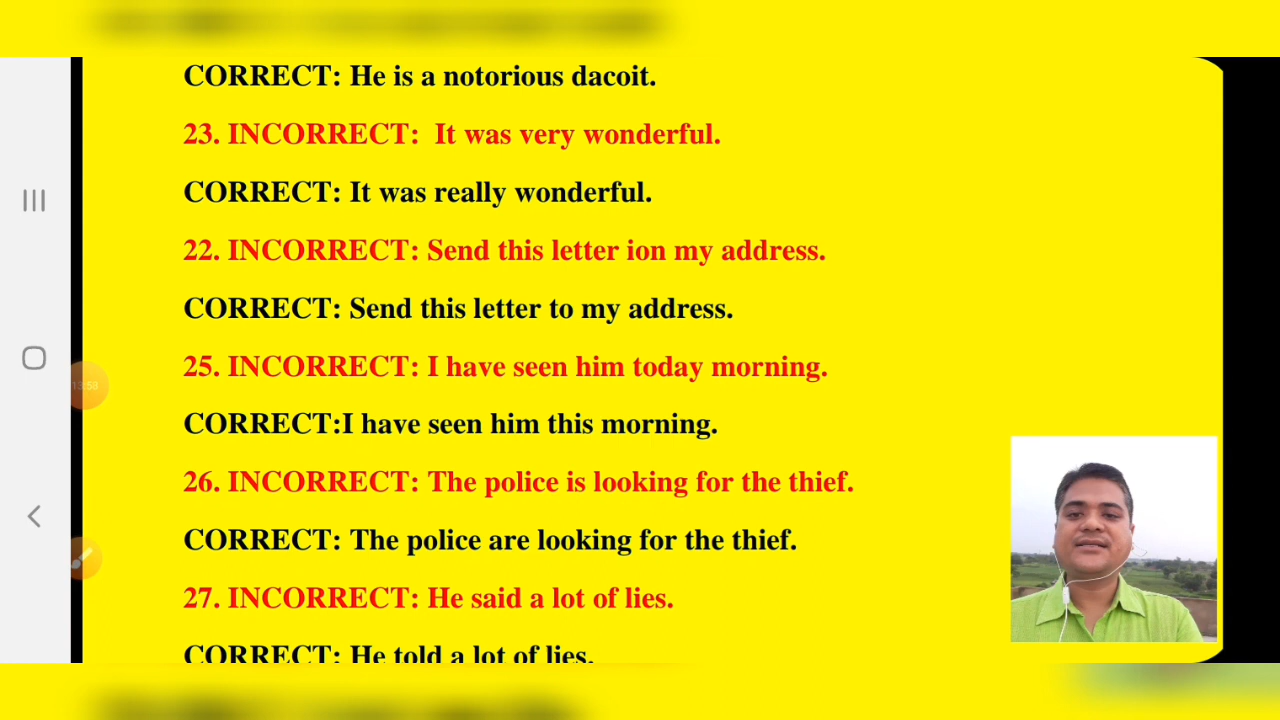 CORRECT: He is a notorious dacoit.
23. INCORRECT: It was very wonderful.
CORRECT: It was really wonderful.
22. INCORRECT: Send this letter ion my address.
CORRECT: Send this letter to my address.
25. INCORRECT: I have seen him today morning.
13:58
CORRECT:I have seen him this morning.
26. INCORRECT: The police is looking for the thief.
CORRECT: The police are looking for the thief.
27. INCORRECT: He said a lot of lies.
CORRECT: He told a lot of lies.